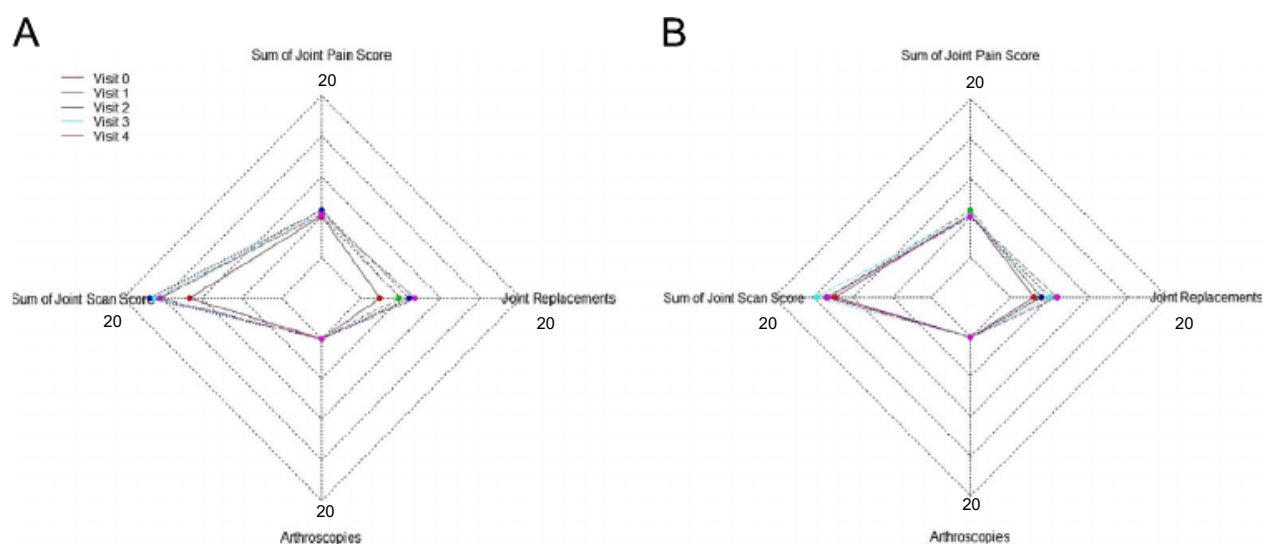 A
Sum of Joint Pain Score
20
Visit 0
Visit 1
Visit 2
Visit 3
Visit 4
Sum of Joint Scan Score
20
Joint Replacements
20
20
Arthroscopies
B
Sum of Joint Pain Score
20
Sum of Joint Scan Score
20
Joint Replacements
20
20
Arthroscopies